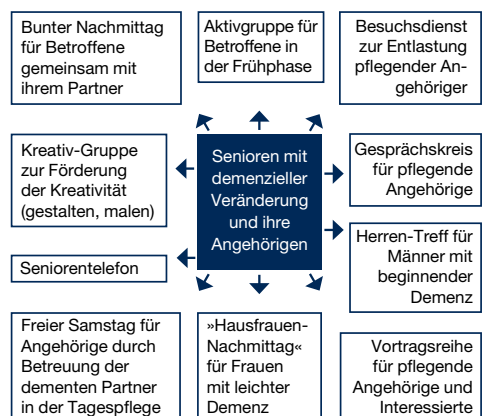 Bunter Nachmittag
für Betroffene
gemeinsam mit
ihrem Partner
Aktivgruppe für
Betroffene in
der Frühphase
Besuchsdienst
zur Entlastung
pflegender An-
gehöriger
Kreativ-Gruppe
zur Förderung
der Kreativität
(gestalten, malen)
Senioren mit
demenzieller
Veränderung
und ihre
Angehörigen
Gesprächskreis
für pflegende
Angehörige
Seniorentelefon
Herren-Treff für
Männer mit
beginnender
Demenz
Freier Samstag für
Angehörige durch
Betreuung der
dementen Partner
in der Tagespflege
»Hausfrauen-
Nachmittag«
für Frauen
mit leichter
Demenz
Vortragsreihe
für pflegende
Angehörige und
Interessierte